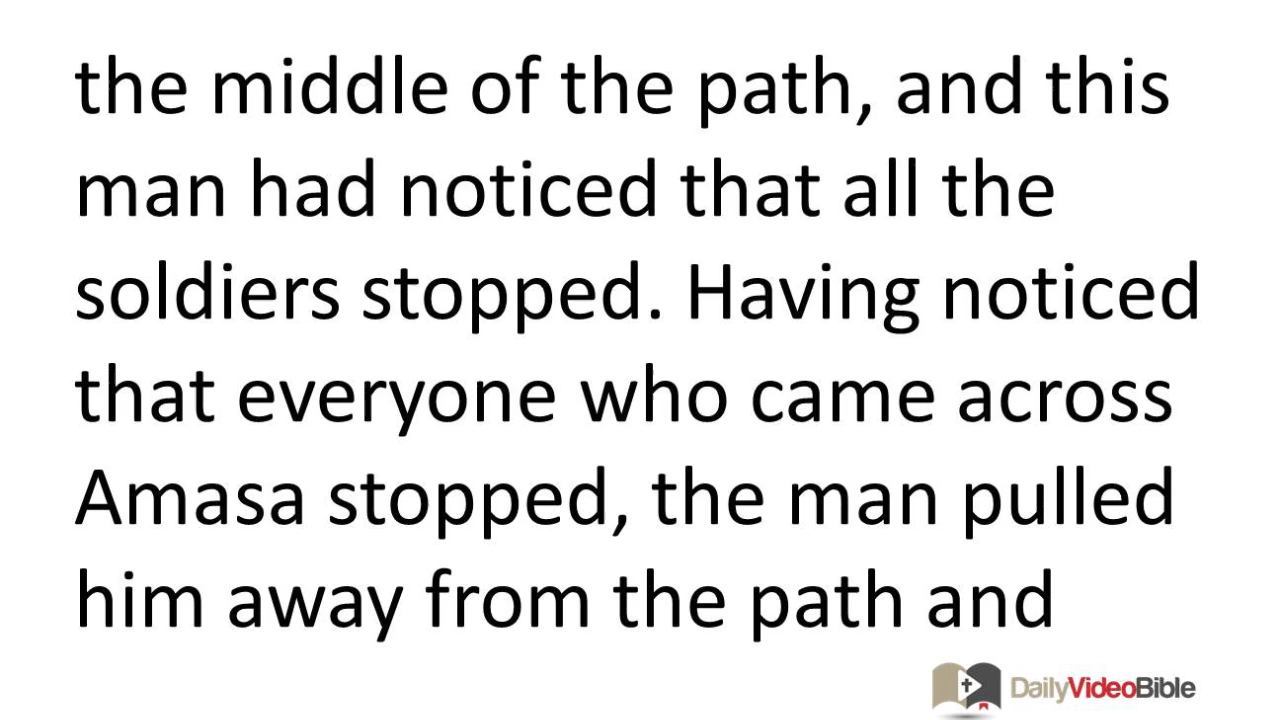 the middle of the path, and this
man had noticed that all the
soldiers stopped. Having noticed
that everyone who came across
Amasa stopped, the man pulled
him away from the path and
DailyVideoBible